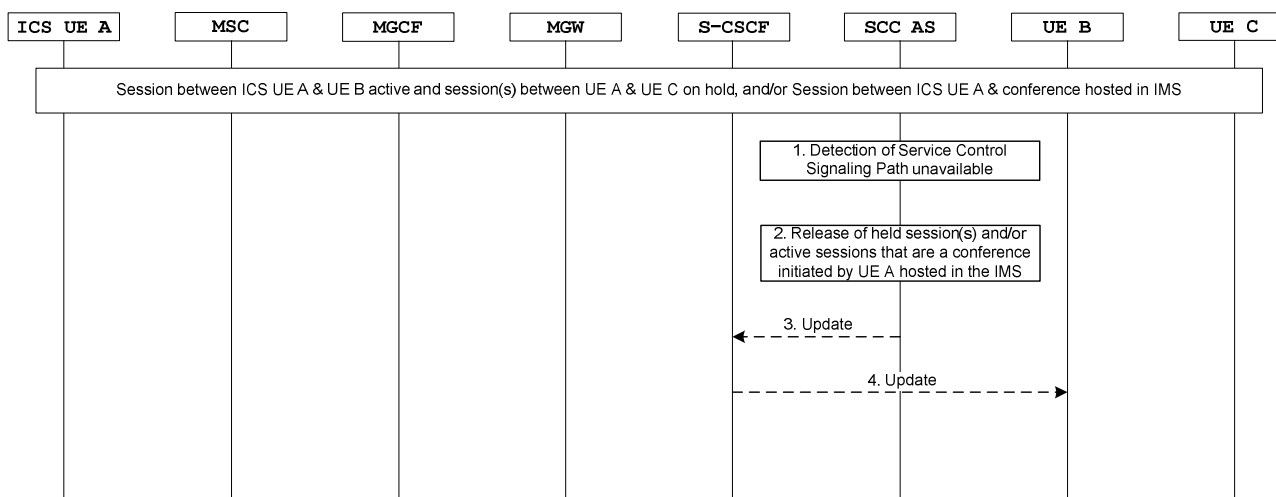 ICS UE A
MSC
MGCF
MGW
S-CSCF
SCC AS
UE B
UE C
Session between ICS UE A & UE B active and session(s) between UE A & UE C on hold, and/or Session between ICS UE A & conference hosted in IMS
1. Detection of Service Control
Signaling Path unavailable
2. Release of held session(s) and/or
active sessions that are a conference
initiated by UE A hosted in the IMS
3. Update
4. Update